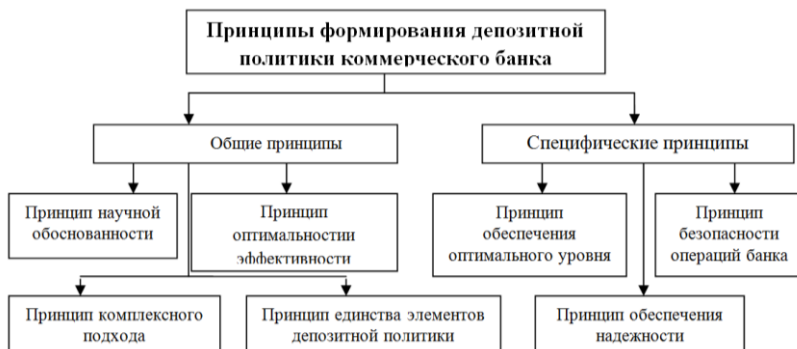 Принципы формирования депозитной
политики коммерческого банка
Общие принципы
Специфические принципы
Принцип научной
обоснованности
Принцип
оптимальностии
эффективности
Принцип
обеспечения
оптимального уровня
Принцип
безопасности
операций банка
Принцип комплексного
подхода
Принцип единства элементов
депозитной политики
Принцип обеспечения
надежности